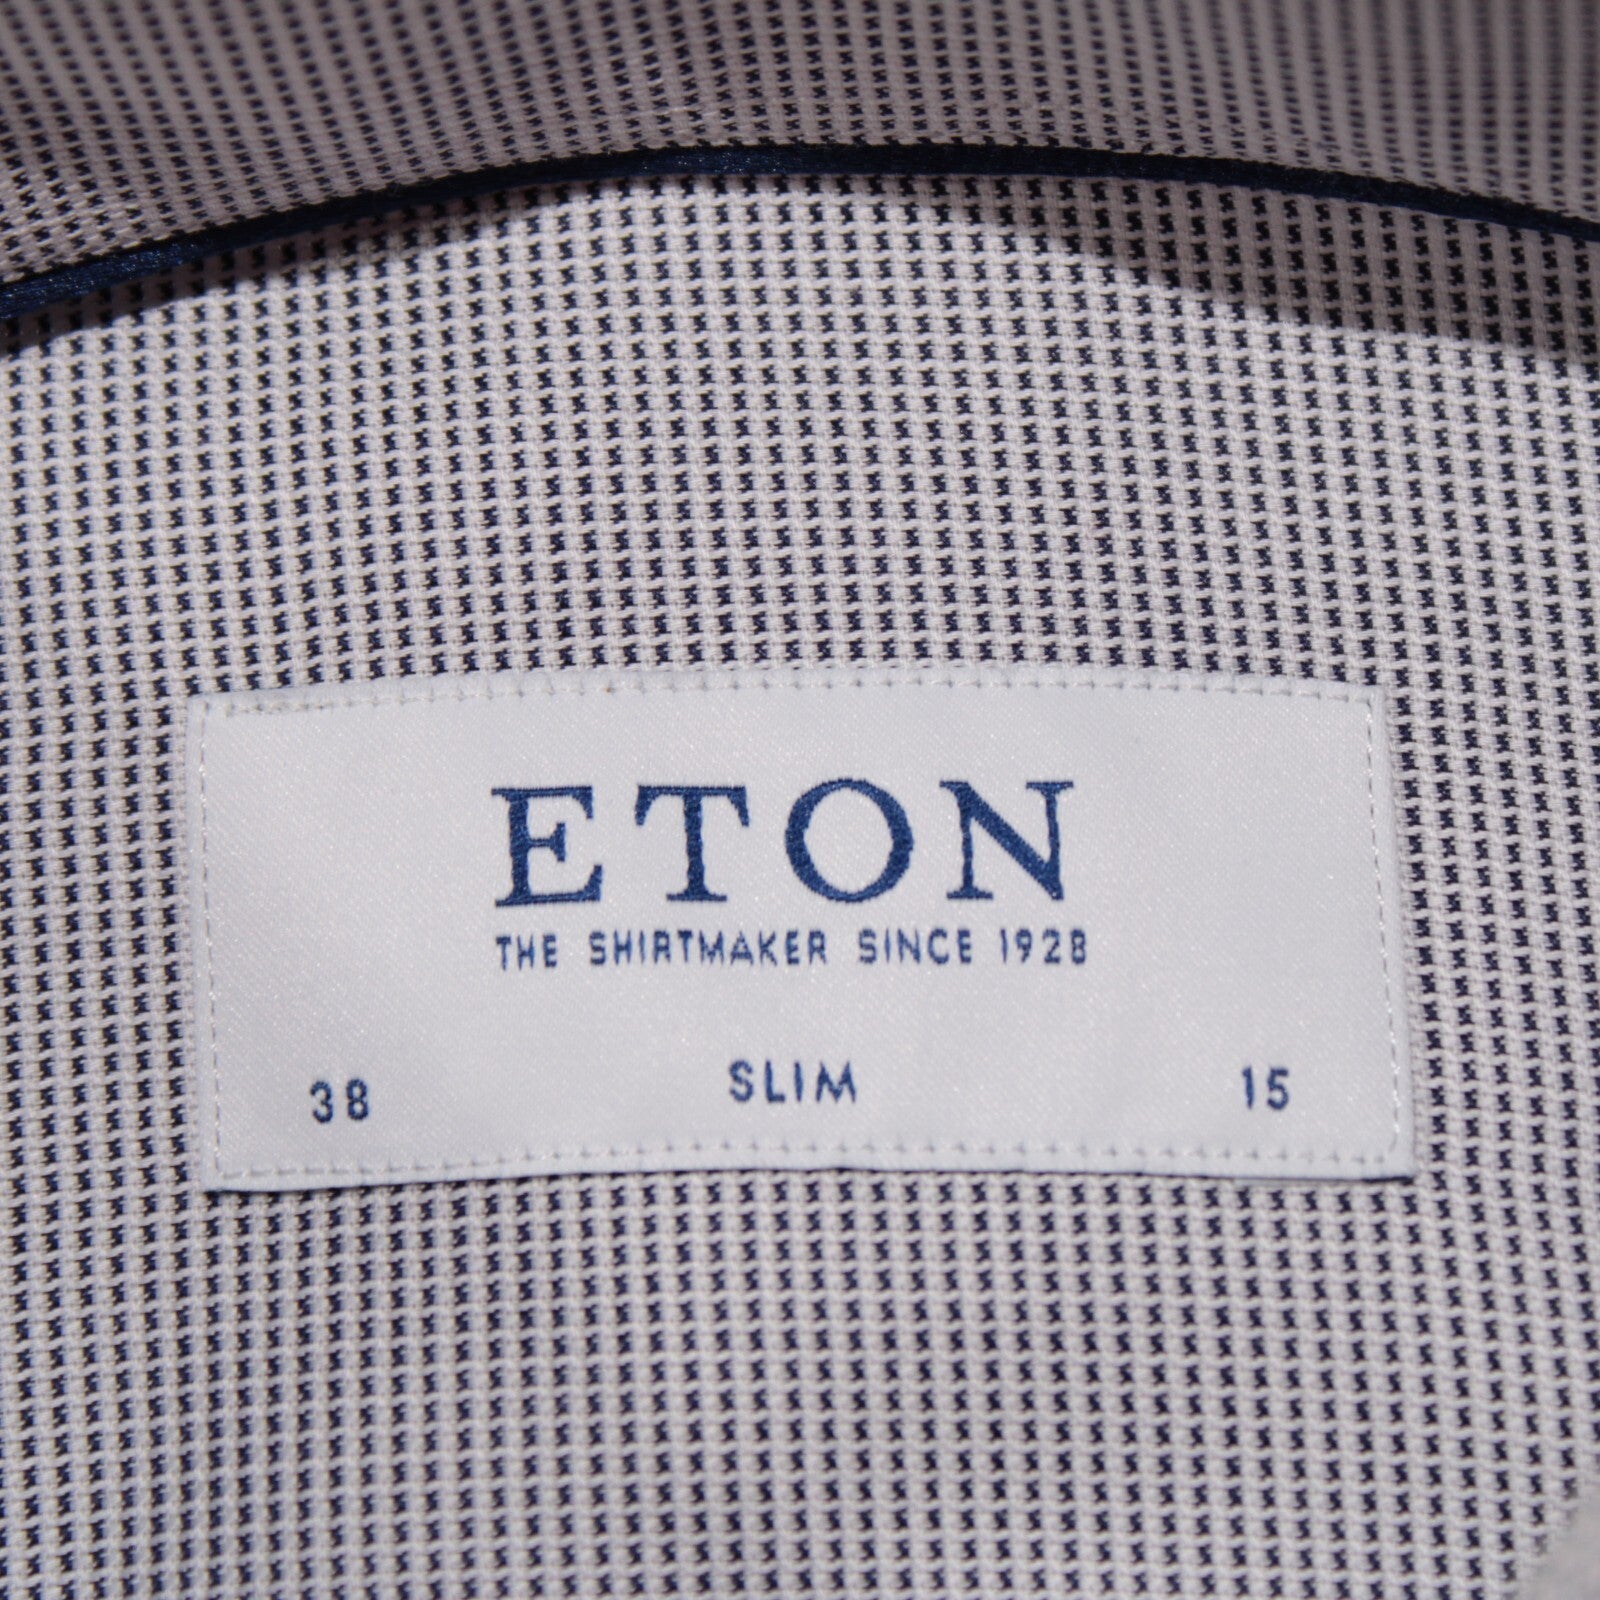 ETON
THE SHIRTMAKER SINCE 1928
38 SLIM 15